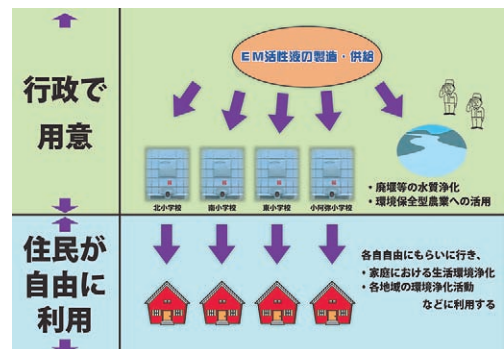 EM活性液の製造・供給
行政で
用意
北小学校
南小学校
東小学校
小阿弥小学校
・廃堰等の水質浄化
・環境保全型農業への活用
住民が
自由に
利用
各自自由にもらいに行き、
・家庭における生活環境浄化
・各地域の環境浄化活動
などに利用する